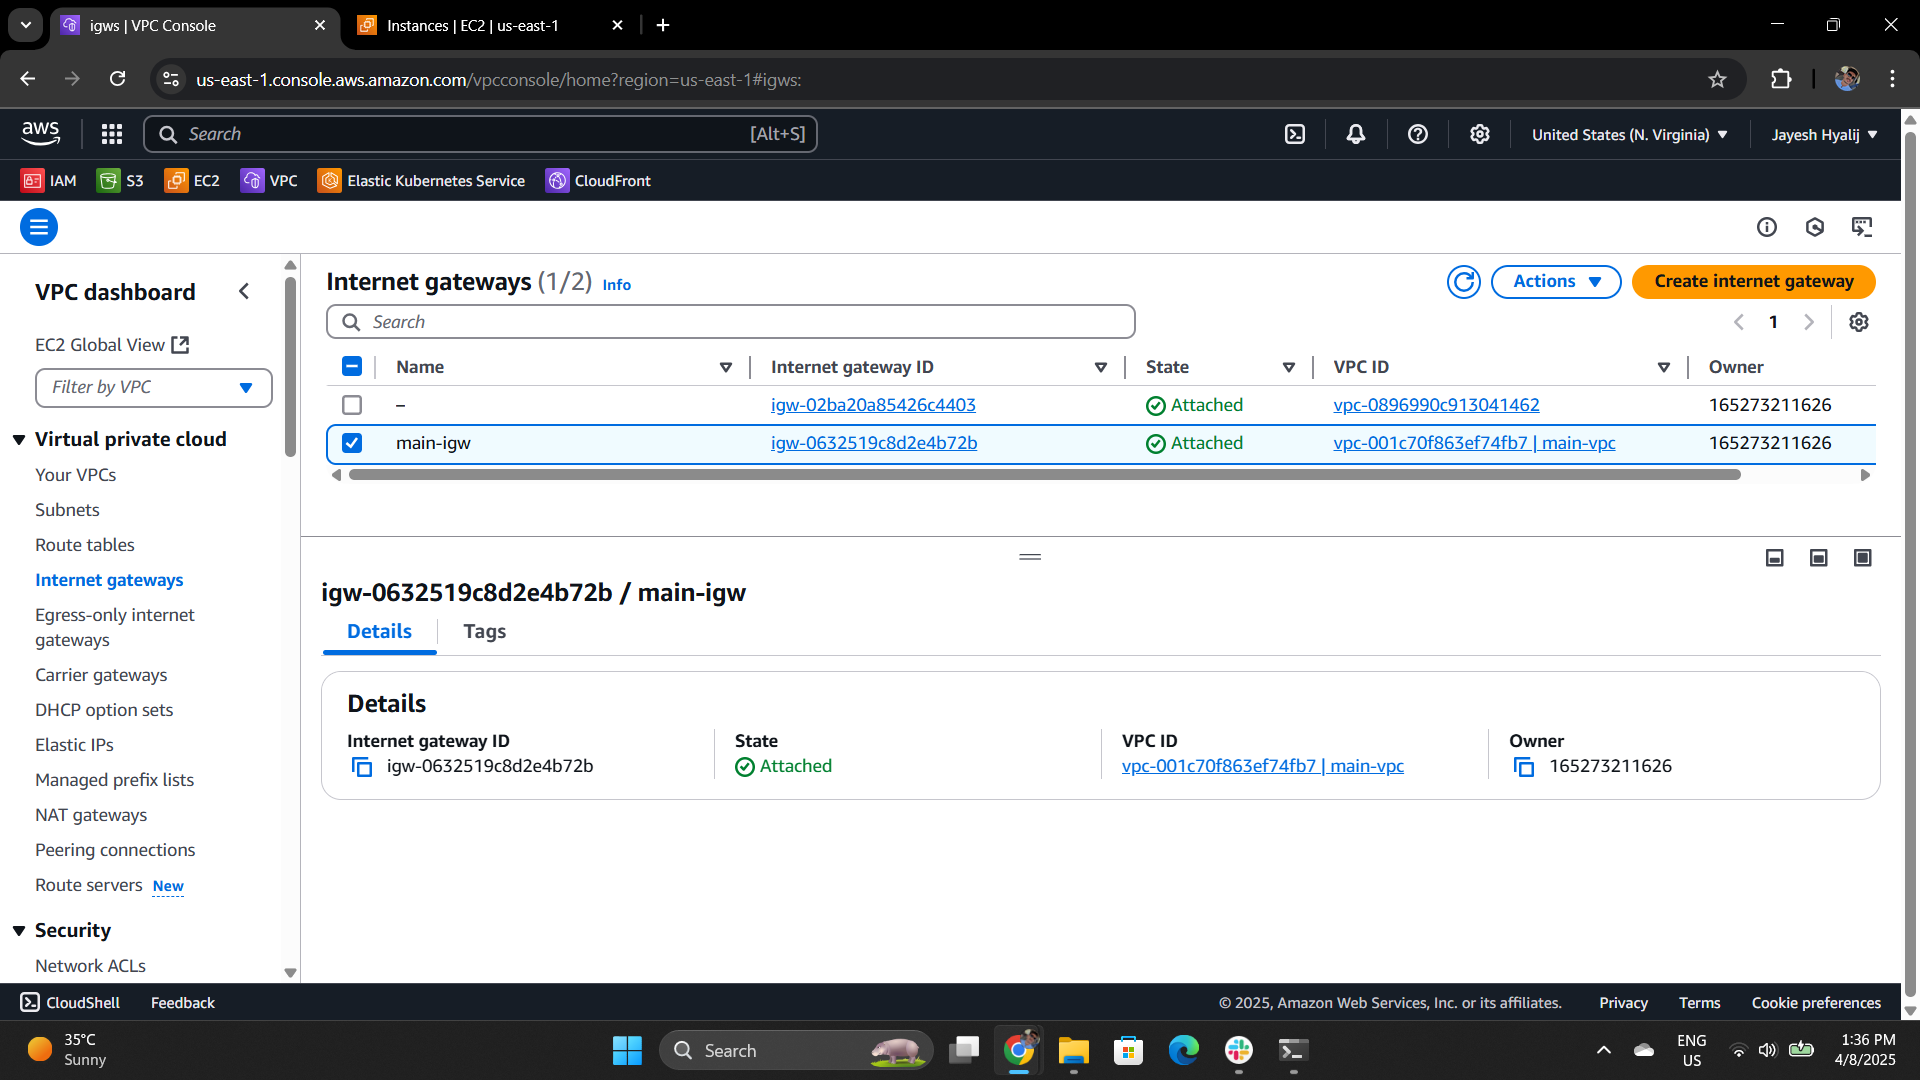 igws | VPC Console
Instances | EC2 | us-east-1
us-east-1.console.aws.amazon.com/vpcconsole/home?region=us-east-1#igws:
aws
Search
[Alt+S]
United States (N. Virginia)
Jayesh Hyalij
IAM
S3
EC2
VPC
Elastic Kubernetes Service
CloudFront
VPC dashboard
EC2 Global View
Filter by VPC
Virtual private cloud
Your VPCs
Subnets
Route tables
Internet gateways
Egress-only internet
gateways
Carrier gateways
DHCP option sets
Elastic IPs
Managed prefix lists
NAT gateways
Peering connections
Route servers New
Security
Network ACLs
Internet gateways (1/2) Info
Actions
Create internet gateway
Search
1
Name Internet gateway ID State VPC ID Owner
– igw-02ba20a85426c4403 Attached vpc-0896990c913041462 165273211626
main-igw igw-0632519c8d2e4b72b Attached vpc-001c70f863ef74fb7 | main-vpc 165273211626
igw-0632519c8d2e4b72b / main-igw
Details Tags
Details
Internet gateway ID State VPC ID Owner
igw-0632519c8d2e4b72b Attached vpc-001c70f863ef74fb7 | main-vpc 165273211626
CloudShell Feedback © 2025, Amazon Web Services, Inc. or its affiliates. Privacy Terms Cookie preferences
35°C
Sunny
Search
ENG
US
1:36 PM
4/8/2025